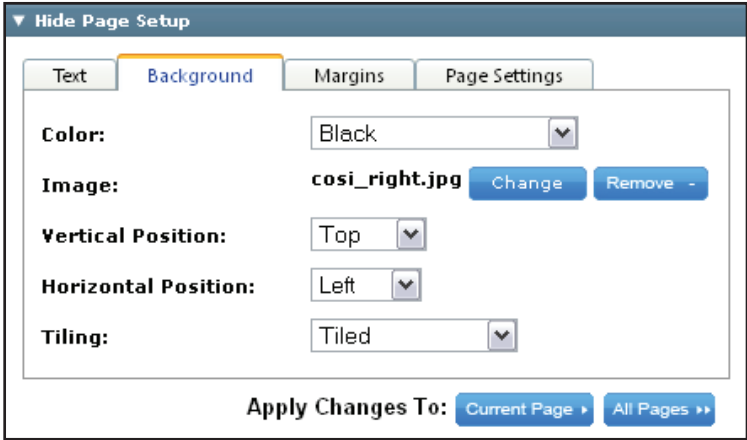 ▼ Hide Page Setup
Text Background Margins Page Settings
Color: Black
Image: cosi_right.jpg Change Remove -
Vertical Position: Top
Horizontal Position: Left
Tiling: Tiled
Apply Changes To: Current Page All Pages